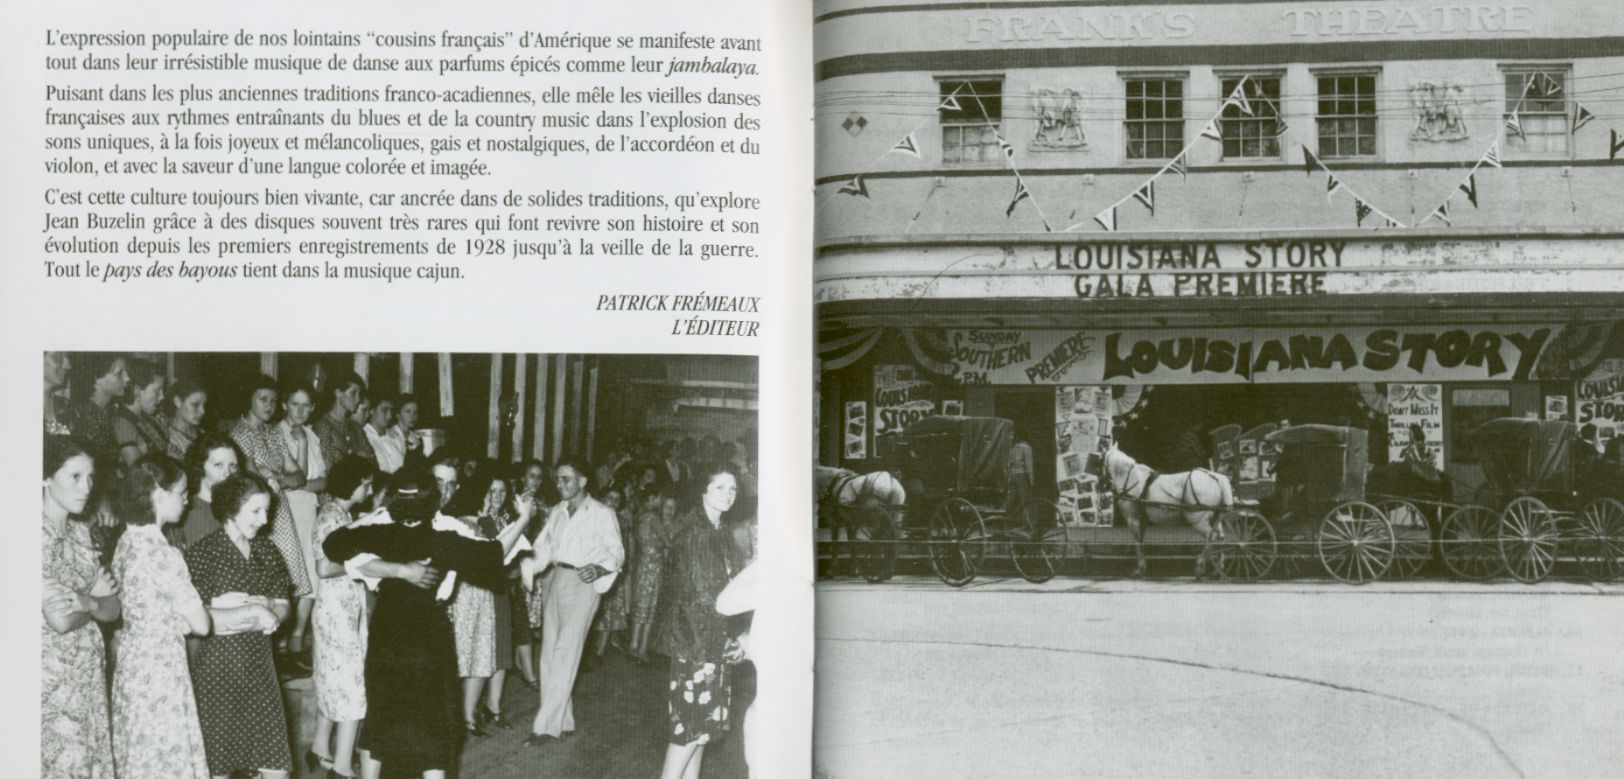 L'expression populaire de nos lointains “cousins français” d'Amérique se manifeste avant
tout dans leur irrésistible musique de danse aux parfums épicés comme leur jambalaya.
Puisant dans les plus anciennes traditions franco-acadiennes, elle mêle les vieilles danses
françaises aux rythmes entraînants du blues et de la country music dans l'explosion des
sons uniques, à la fois joyeux et mélancoliques, gais et nostalgiques, de l'accordéon et du
violon, et avec la saveur d'une langue colorée et imagée.
C'est cette culture toujours bien vivante, car ancrée dans de solides traditions, qu'explore
Jean Buzelin grâce à des disques souvent très rares qui font revivre son histoire et son
évolution depuis les premiers enregistrements de 1928 jusqu'à la veille de la guerre.
Tout le pays des bayous tient dans la musique cajun.
PATRICK FRÉMEAUX
L'ÉDITEUR
FRANK'S THEATRE
LOUISIANA STORY
GALA PREMIERE
SUNDAY
2 P.M.
SOUTHERN
PREMIERE
LOUISIANA STORY
LOUISIANA
STORY
DON'T MISS IT
THRILLING FILM
LOUISIANA
STORY